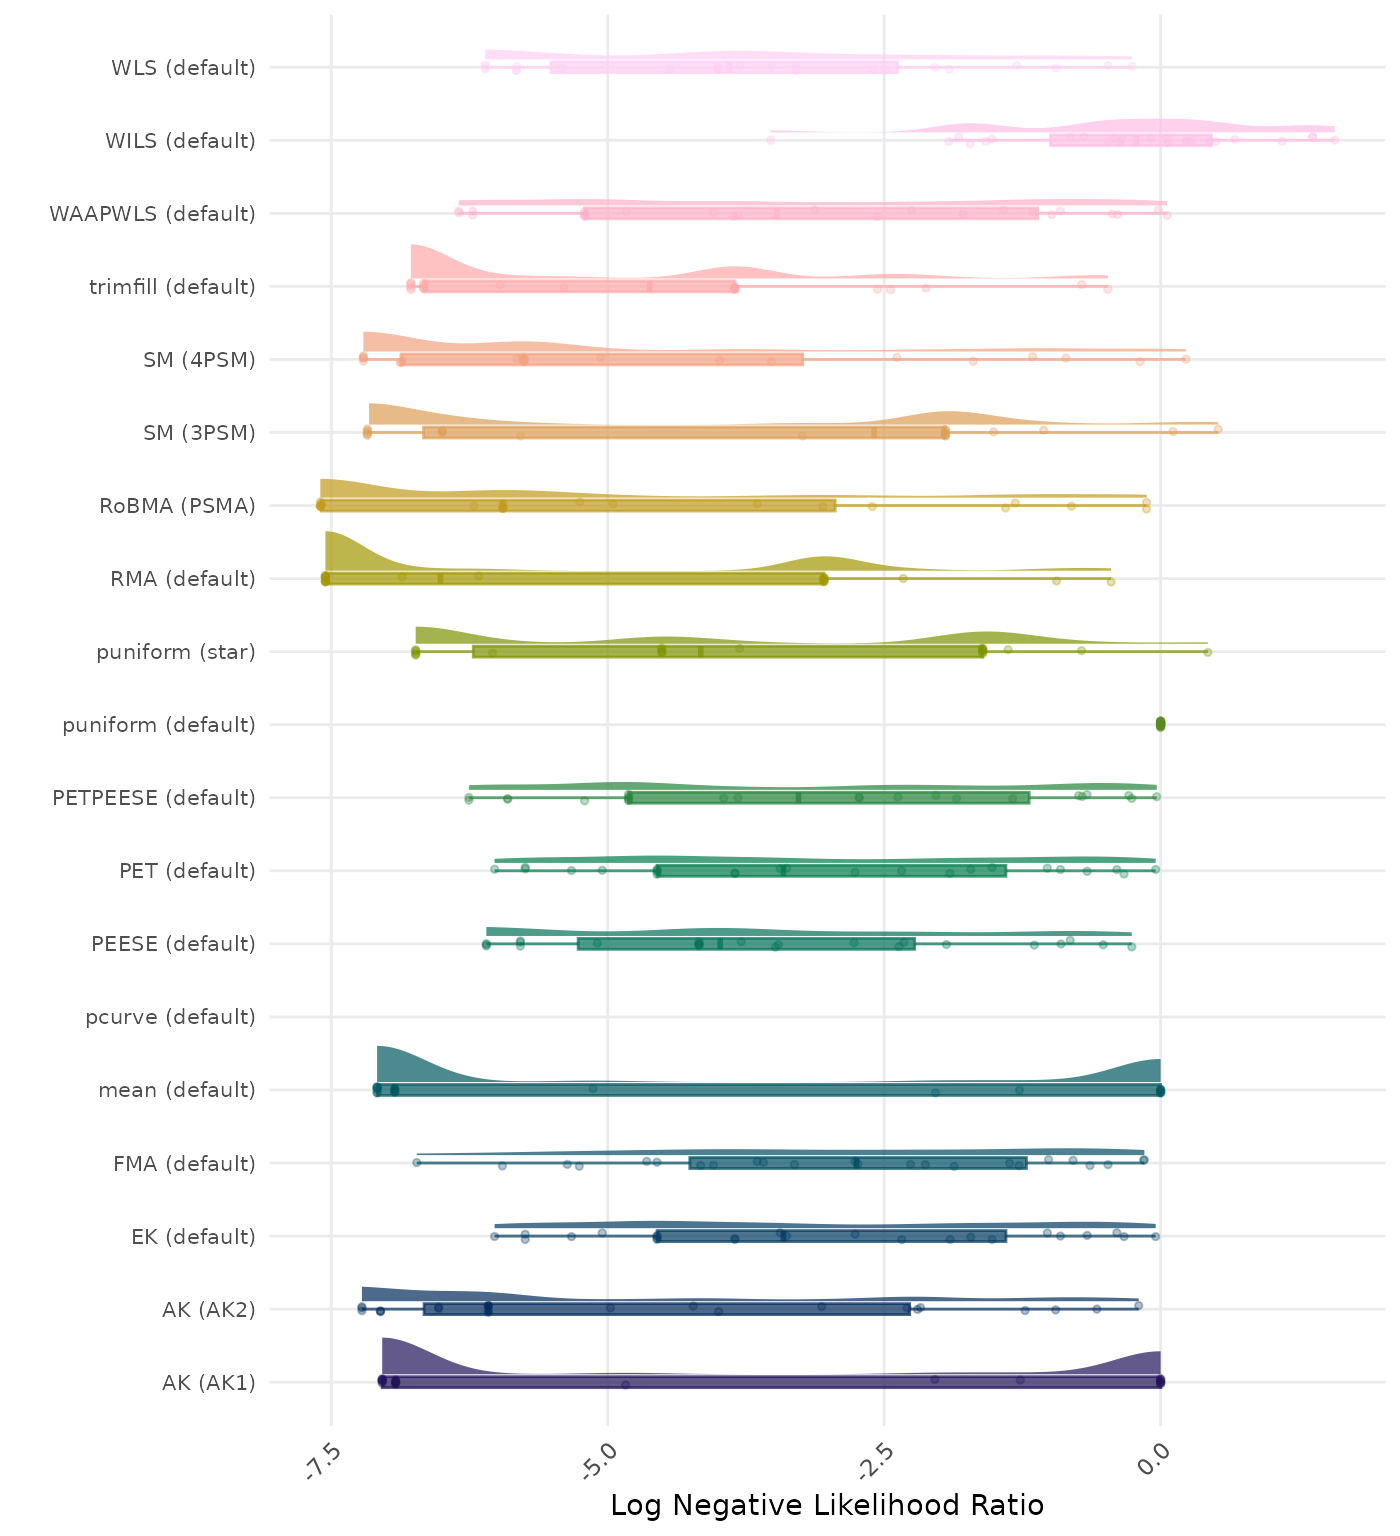 WLS (default)
WILS (default)
WAAPWLS (default)
trimfill (default)
SM (4PSM)
SM (3PSM)
RoBMA (PSMA)
RMA (default)
puniform (star)
puniform (default)
PETPEESE (default)
PET (default)
PEESE (default)
pcurve (default)
mean (default)
FMA (default)
EK (default)
AK (AK2)
AK (AK1)
-7.5
-5.0
-2.5
0.0
Log Negative Likelihood Ratio